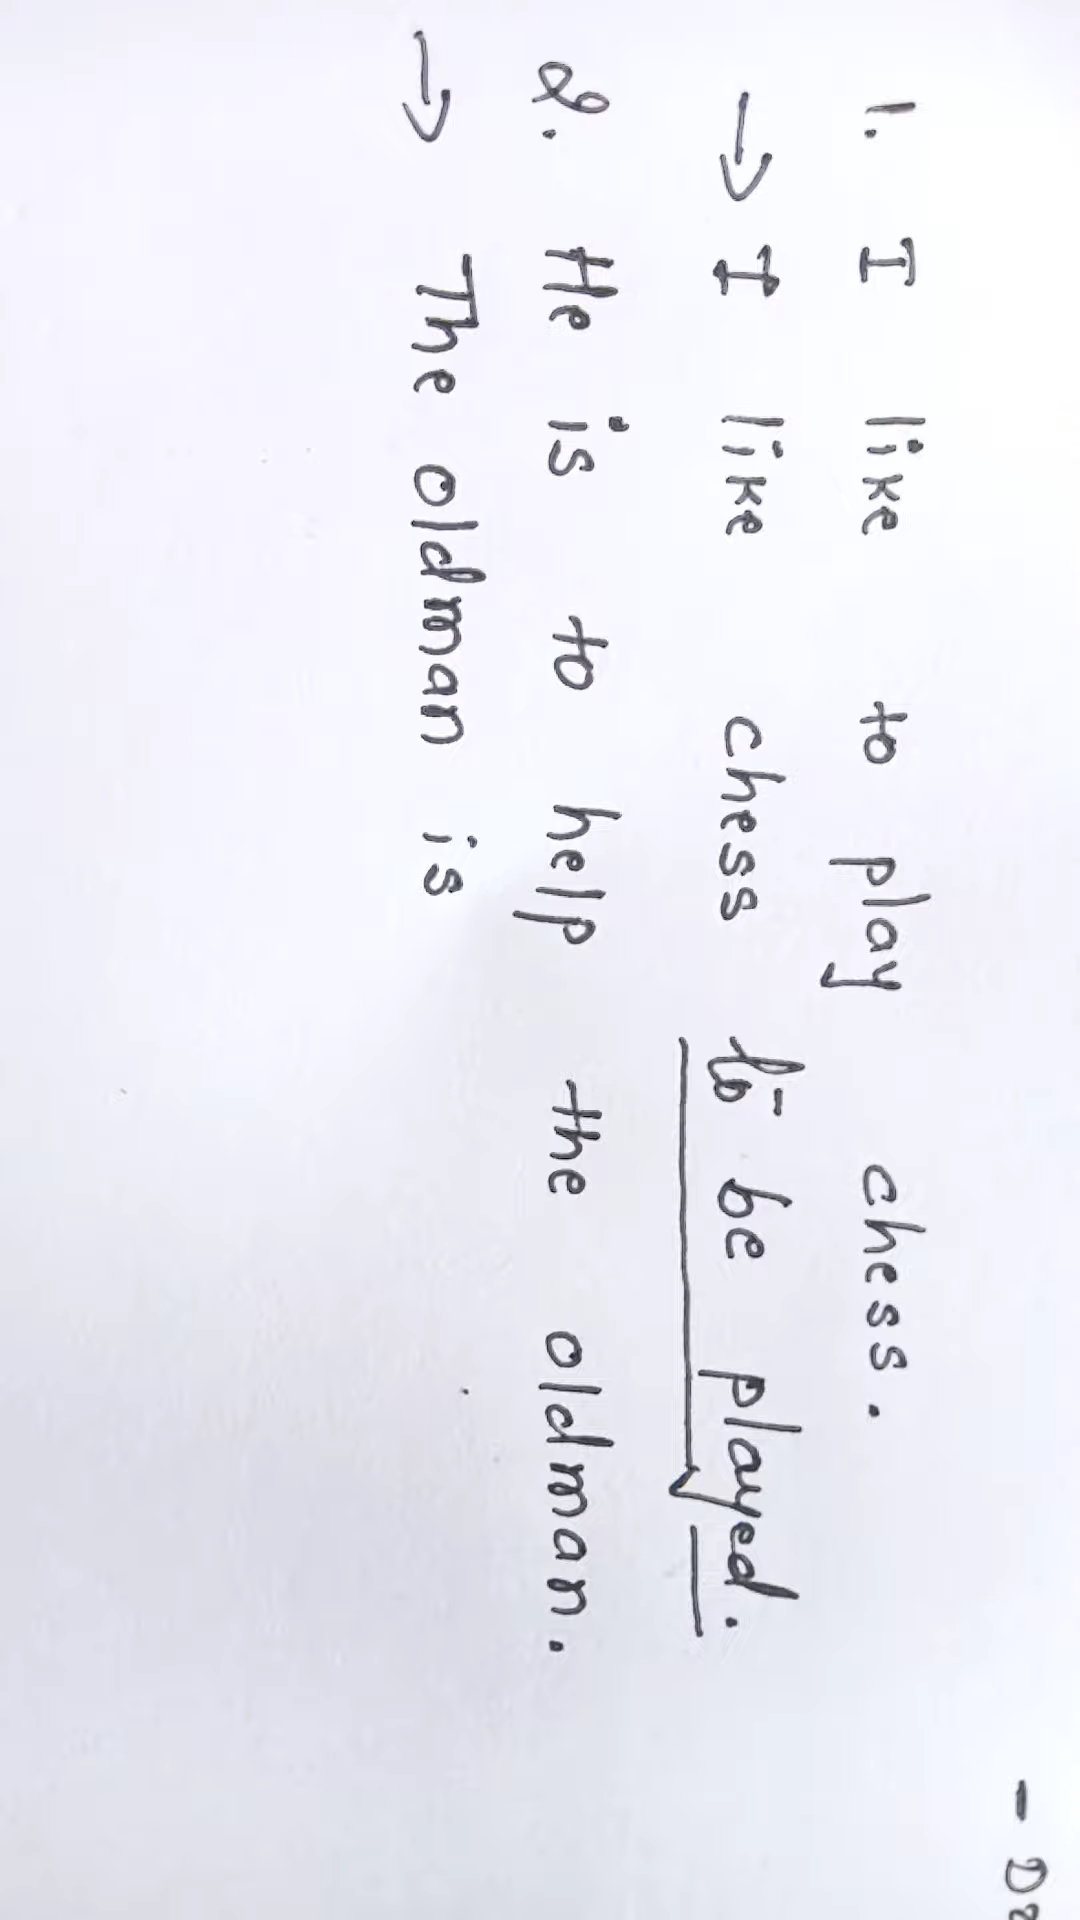 1. I like to play chess.
→ I like chess to be played.
2. He is to help the oldman.
→ The oldman is